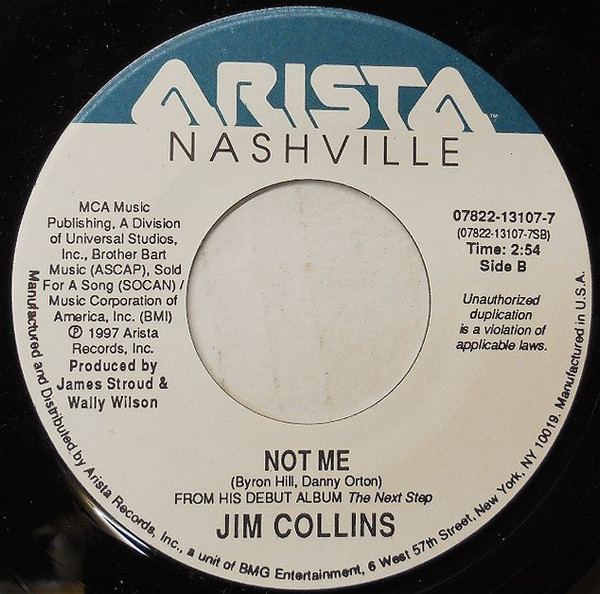 ARISTA™
NASHVILLE
MCA Music
Publishing, A Division
of Universal Studios,
Inc., Brother Bart
Music (ASCAP), Sold
For A Song (SOCAN) /
Music Corporation of
America, Inc. (BMI)
Ⓟ 1997 Arista
Records, Inc.
Produced by
James Stroud &
Wally Wilson
07822-13107-7
(07822-13107-7SB)
Time: 2:54
Side B
Unauthorized
duplication
is a violation of
applicable laws.
NOT ME
(Byron Hill, Danny Orton)
FROM HIS DEBUT ALBUM The Next Step
JIM COLLINS
Manufactured and Distributed by Arista Records, Inc., a unit of BMG Entertainment, 6 West 57th Street, New York, NY 10019. Manufactured in U.S.A.